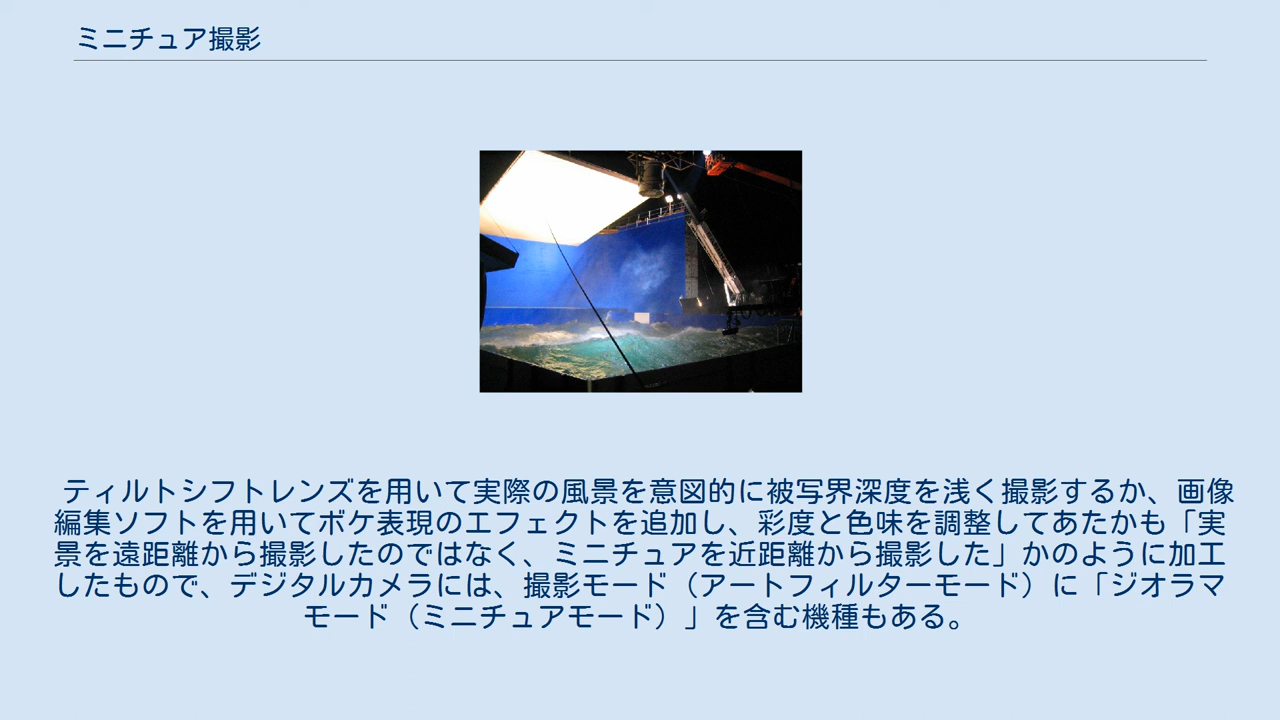 ミニチュア撮影
ティルトシフトレンズを用いて実際の風景を意図的に被写界深度を浅く撮影するか、画像
編集ソフトを用いてボケ表現のエフェクトを追加し、彩度と色味を調整してあたかも「実
景を遠距離から撮影したのではなく、ミニチュアを近距離から撮影した」かのように加工
したもので、デジタルカメラには、撮影モード（アートフィルターモード）に「ジオラマ
モード（ミニチュアモード）」を含む機種もある。